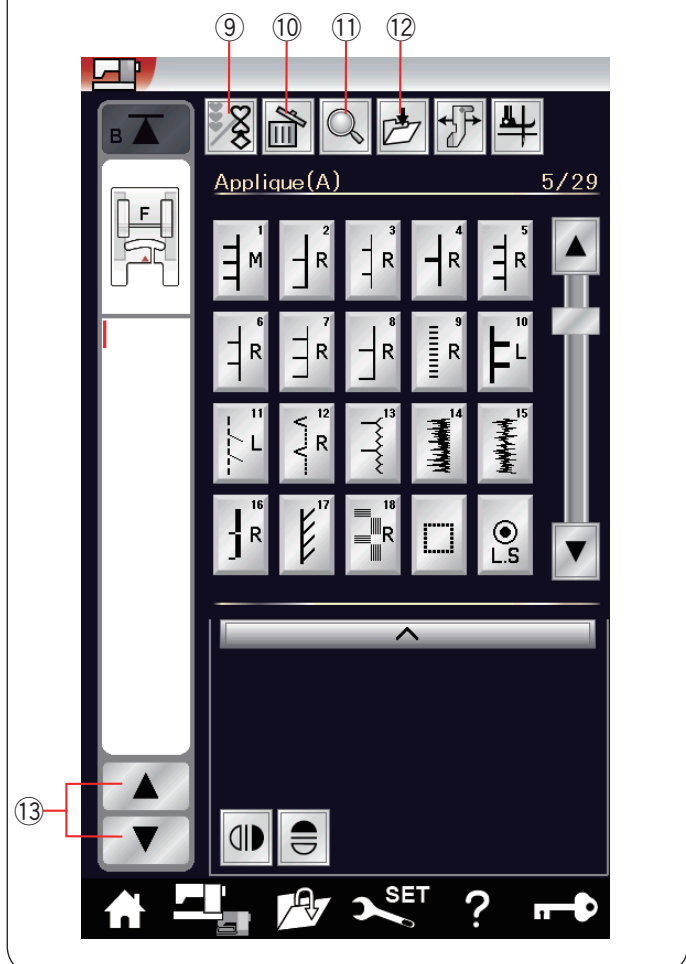 ⑨ ⑩ ⑪ ⑫
B
Applique(A) 5/29
F
1 M 2 R 3 R 4 R 5 R
6 R 7 R 8 R 9 R 10 L
11 L 12 R 13 14 15
16 R 17 18 R L.S
⑬
SET ?